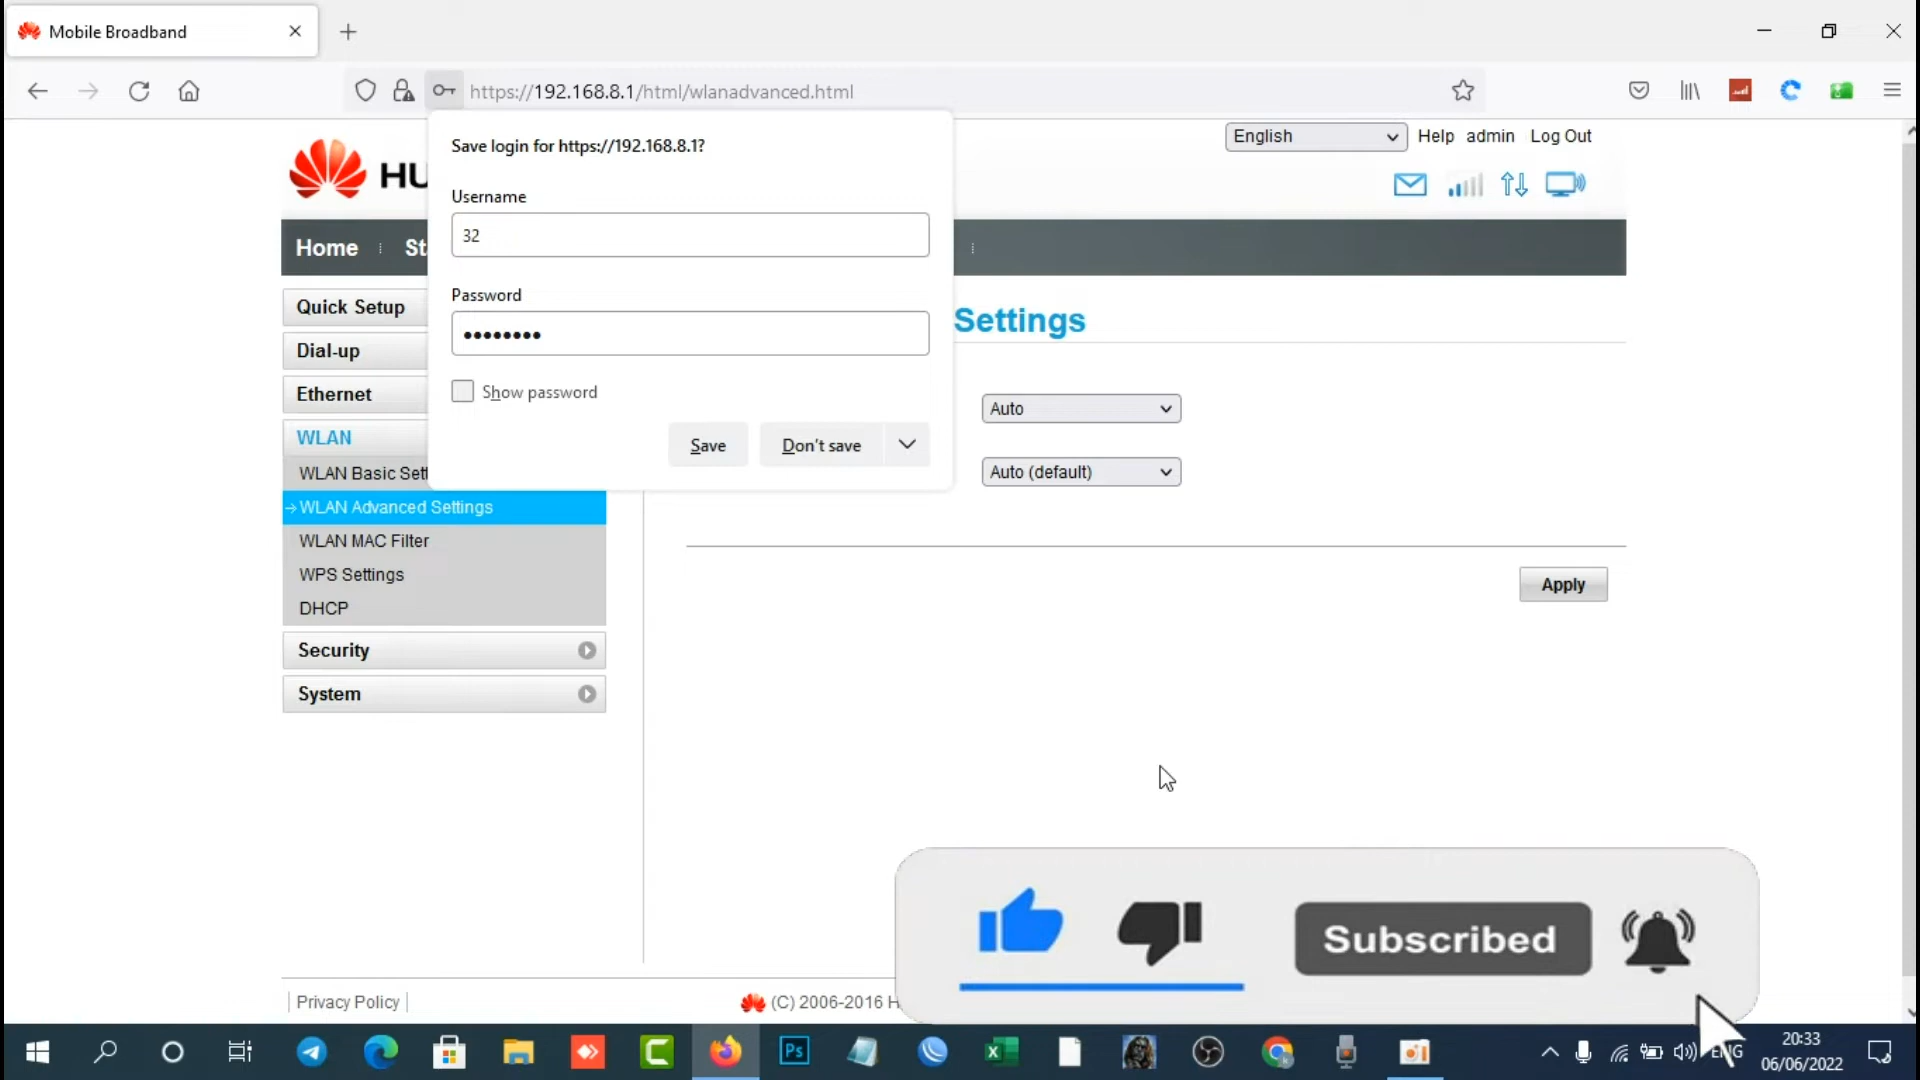 Mobile Broadband
https://192.168.8.1/html/wlanadvanced.html
Save login for https://192.168.8.1?
Username
32
Password
Show password
Save
Don't save
English
Help admin Log Out
HU
Home
St
Quick Setup
Dial-up
Ethernet
WLAN
WLAN Basic Sett
WLAN Advanced Settings
WLAN MAC Filter
WPS Settings
DHCP
Security
System
Settings
Auto
Auto (default)
Apply
Subscribed
Privacy Policy
(C) 2006-2016 H
Ps
20:33
06/06/2022